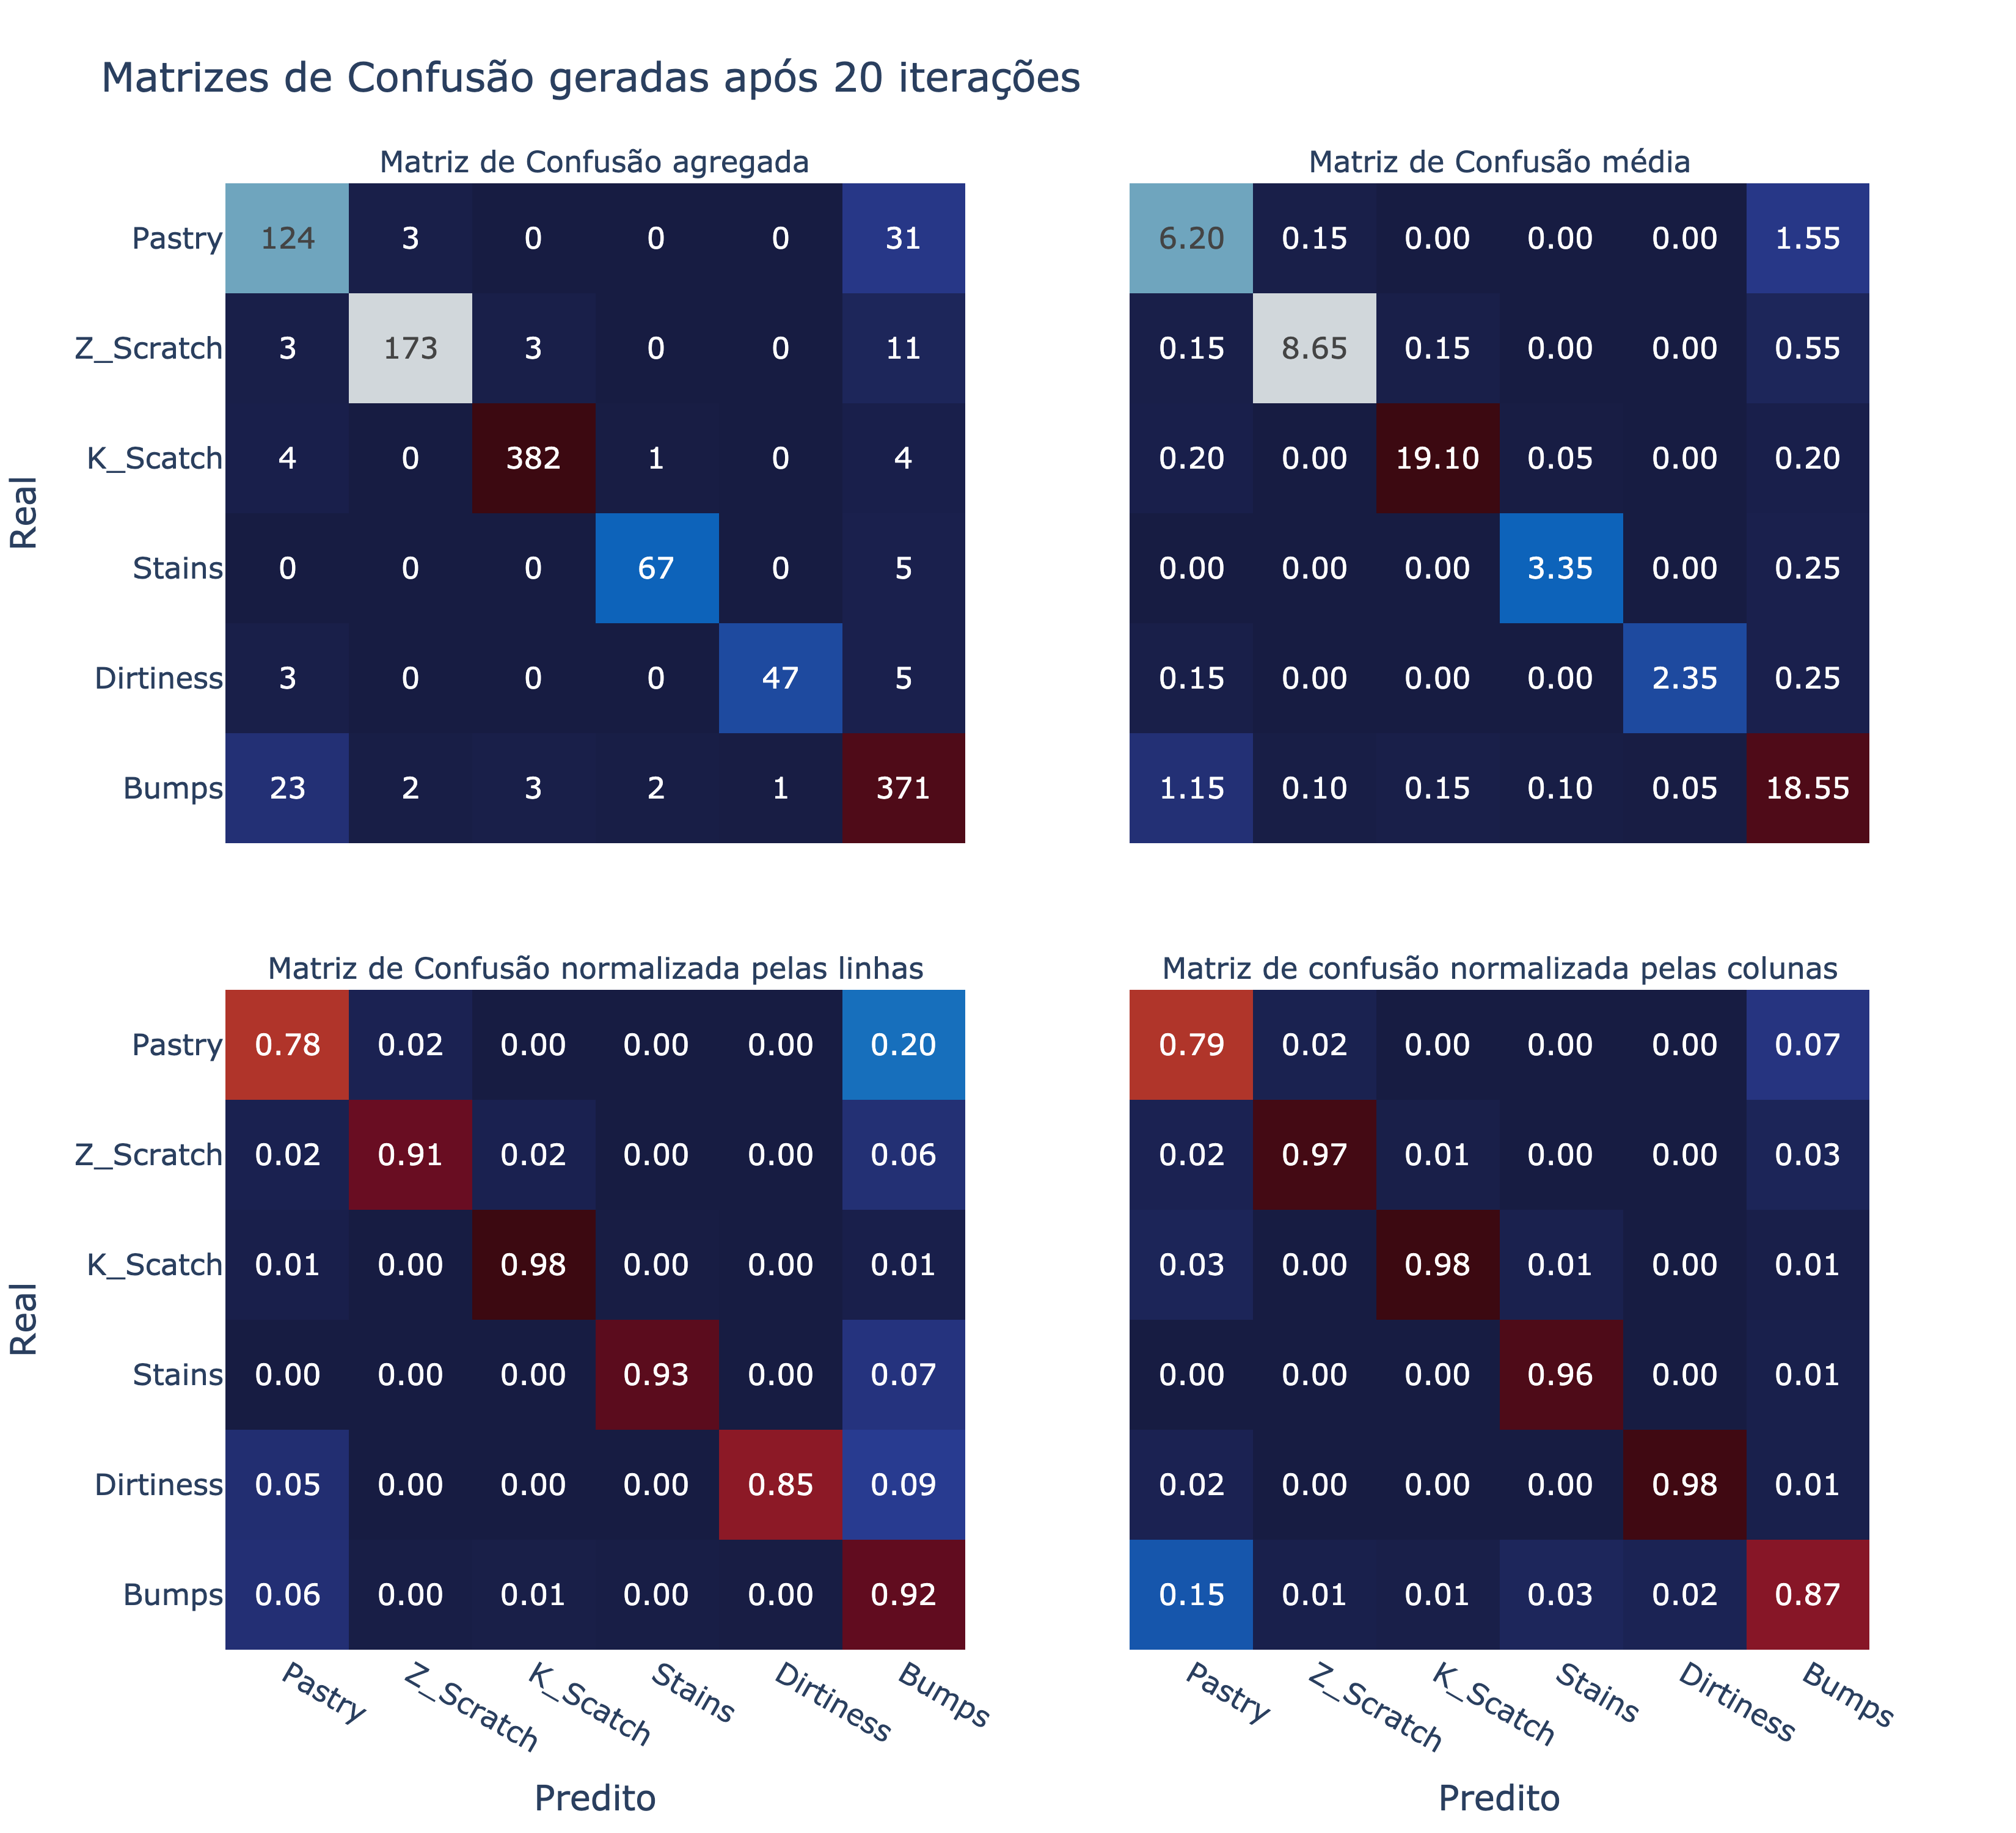 Matrizes de Confusão geradas após 20 iterações
Matriz de Confusão agregada
Matriz de Confusão média
Real
Pastry 124 3 0 0 0 31
Z_Scratch 3 173 3 0 0 11
K_Scatch 4 0 382 1 0 4
Stains 0 0 0 67 0 5
Dirtiness 3 0 0 0 47 5
Bumps 23 2 3 2 1 371
6.20 0.15 0.00 0.00 0.00 1.55
0.15 8.65 0.15 0.00 0.00 0.55
0.20 0.00 19.10 0.05 0.00 0.20
0.00 0.00 0.00 3.35 0.00 0.25
0.15 0.00 0.00 0.00 2.35 0.25
1.15 0.10 0.15 0.10 0.05 18.55
Matriz de Confusão normalizada pelas linhas
Matriz de confusão normalizada pelas colunas
Real
Pastry 0.78 0.02 0.00 0.00 0.00 0.20
Z_Scratch 0.02 0.91 0.02 0.00 0.00 0.06
K_Scatch 0.01 0.00 0.98 0.00 0.00 0.01
Stains 0.00 0.00 0.00 0.93 0.00 0.07
Dirtiness 0.05 0.00 0.00 0.00 0.85 0.09
Bumps 0.06 0.00 0.01 0.00 0.00 0.92
Pastry Z_Scratch K_Scatch Stains Dirtiness Bumps
Predito
0.79 0.02 0.00 0.00 0.00 0.07
0.02 0.97 0.01 0.00 0.00 0.03
0.03 0.00 0.98 0.01 0.00 0.01
0.00 0.00 0.00 0.96 0.00 0.01
0.02 0.00 0.00 0.00 0.98 0.01
0.15 0.01 0.01 0.03 0.02 0.87
Pastry Z_Scratch K_Scatch Stains Dirtiness Bumps
Predito